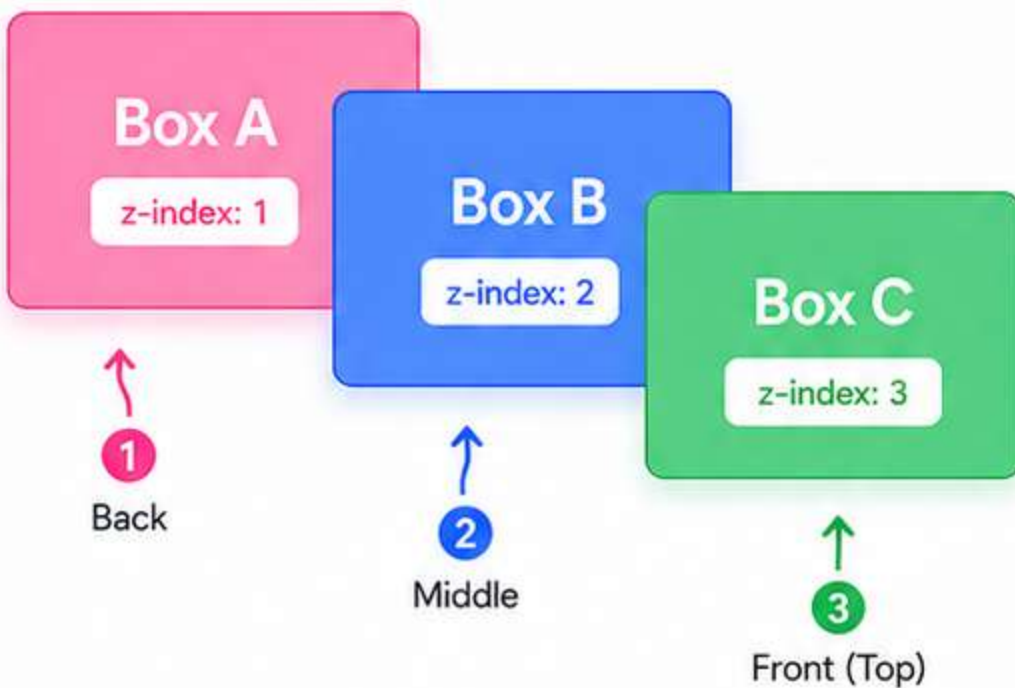 Box A
z-index: 1
Box B
z-index: 2
Box C
z-index: 3
1
Back
2
Middle
3
Front (Top)